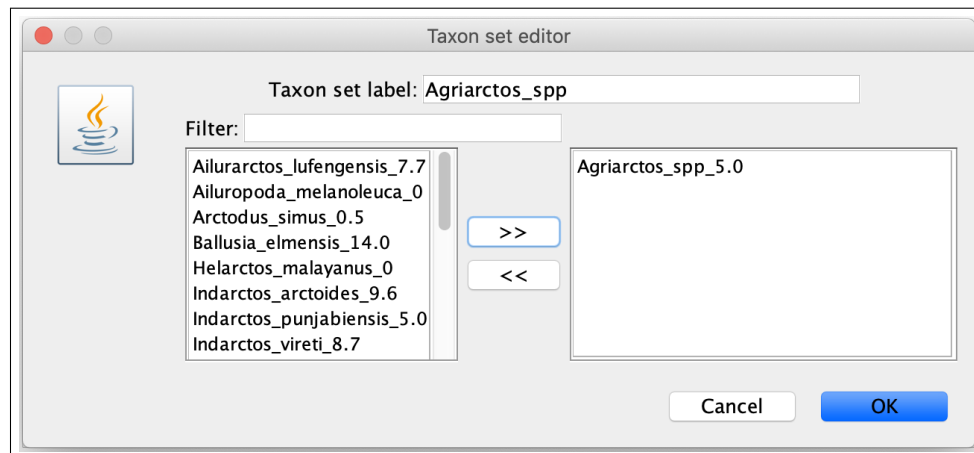 Taxon set editor
Taxon set label: Agriarctos_spp
Filter:
Ailurarctos_lufengensis_7.7
Ailuropoda_melanoleuca_0
Arctodus_simus_0.5
Ballusia_elmensis_14.0
Helarctos_malayanus_0
Indarctos_arctoides_9.6
Indarctos_punjabiensis_5.0
Indarctos_vireti_8.7
>>
<<
Agriarctos_spp_5.0
Cancel
OK